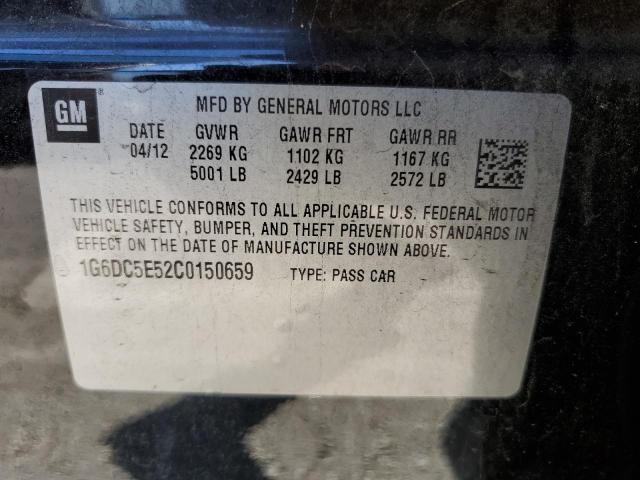 GM ®
MFD BY GENERAL MOTORS LLC
DATE GVWR GAWR FRT GAWR RR
04/12 2269 KG 1102 KG 1167 KG
5001 LB 2429 LB 2572 LB
THIS VEHICLE CONFORMS TO ALL APPLICABLE U.S. FEDERAL MOTOR
VEHICLE SAFETY, BUMPER, AND THEFT PREVENTION STANDARDS IN
EFFECT ON THE DATE OF MANUFACTURE SHOWN ABOVE.
1G6DC5E52C0150659 TYPE: PASS CAR